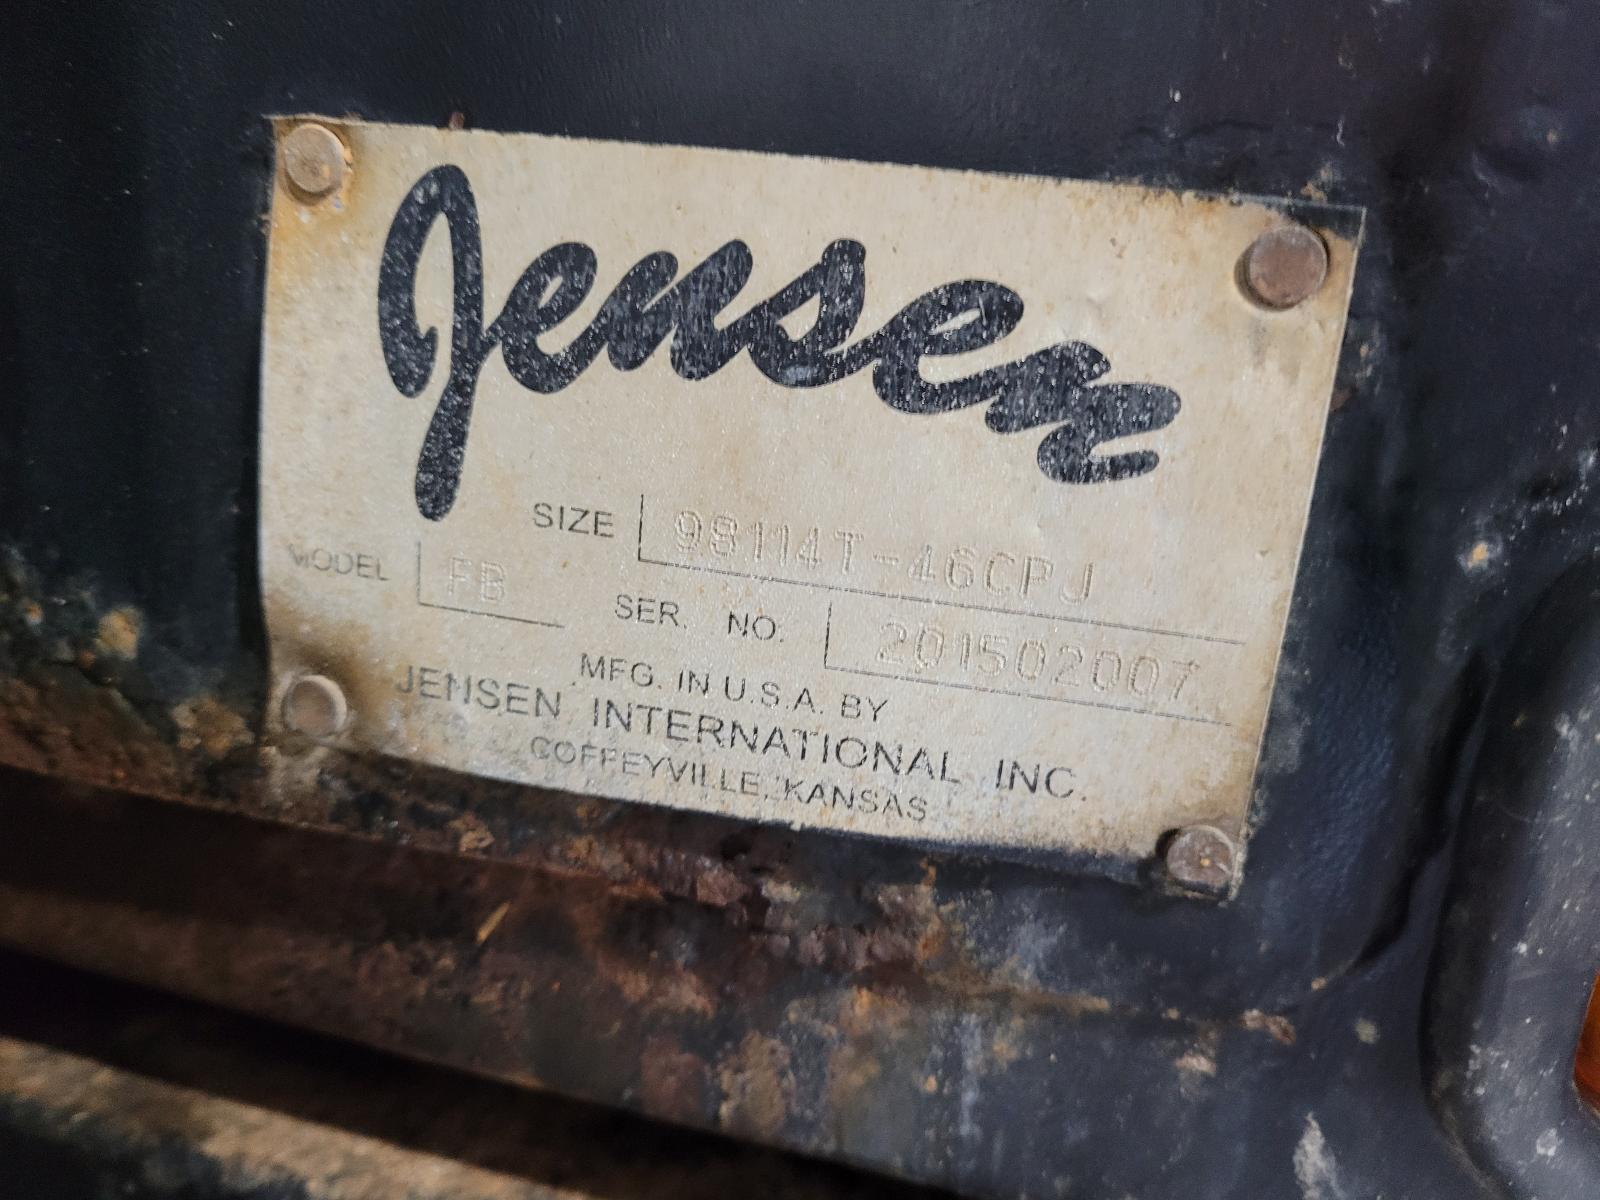 Jensen
SIZE 98114T-46CPJ
MODEL FB
SER. NO. 201502007
MFG. IN U.S.A. BY
JENSEN INTERNATIONAL INC.
COFFEYVILLE, KANSAS